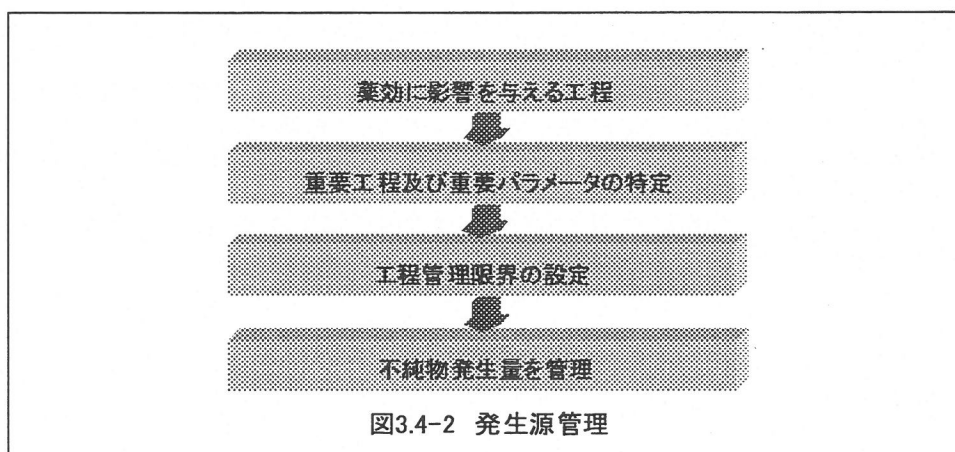 薬効に影響を与える工程
重要工程及び重要パラメータの特定
工程管理限界の設定
不純物発生量を管理
図3.4-2 発生源管理